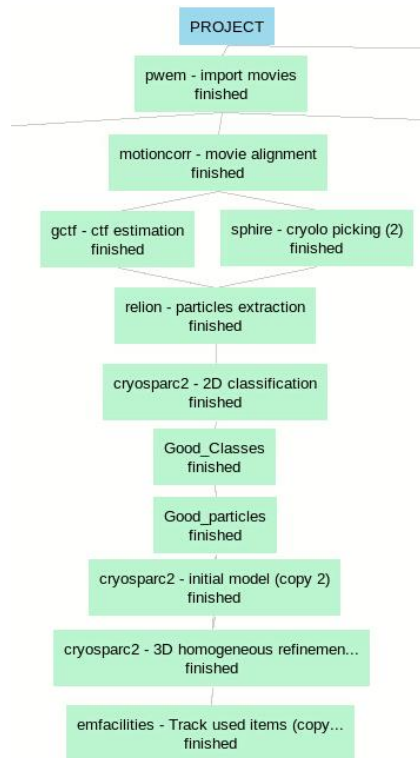 PROJECT
pwem - import movies
finished
motioncorr - movie alignment
finished
gctf - ctf estimation
finished
sphire - cryolo picking (2)
finished
relion - particles extraction
finished
cryosparc2 - 2D classification
finished
Good_Classes
finished
Good_particles
finished
cryosparc2 - initial model (copy 2)
finished
cryosparc2 - 3D homogeneous refinemen...
finished
emfacilities - Track used items (copy...
finished